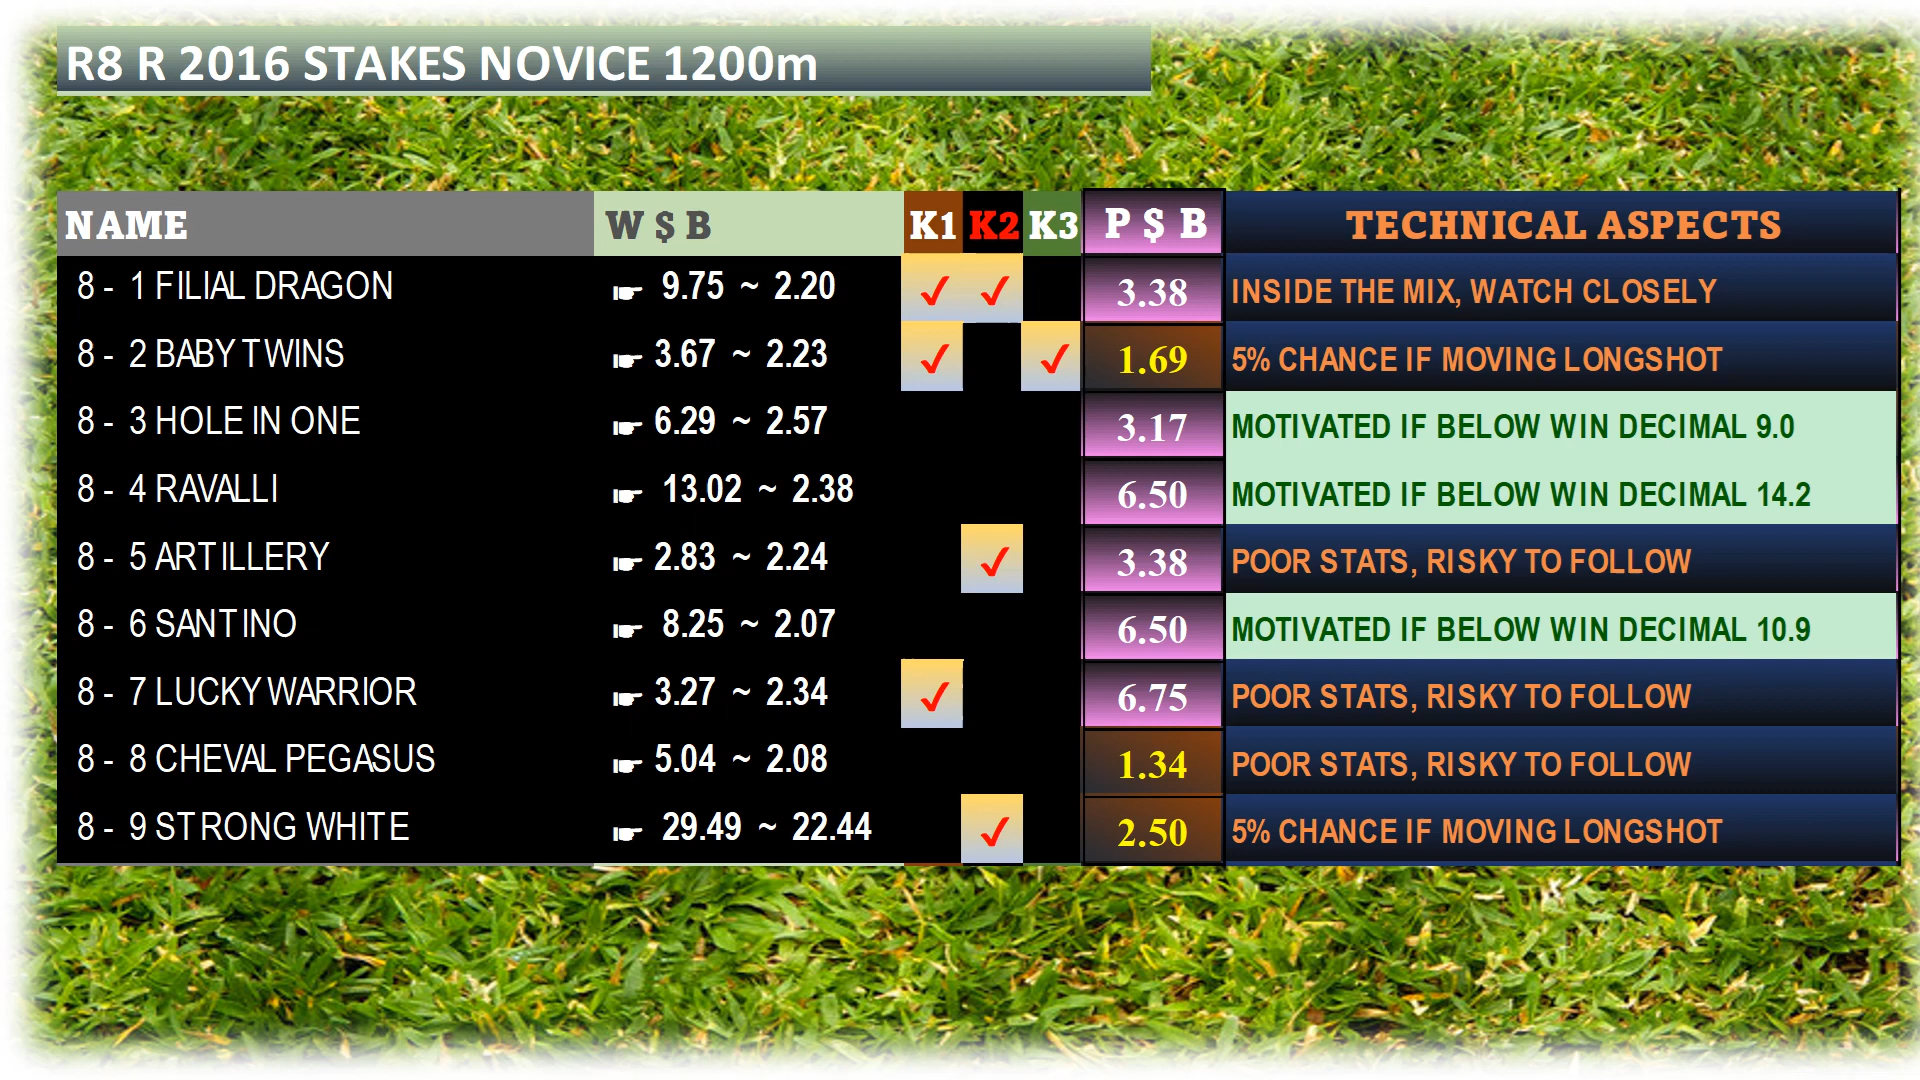 R8 R 2016 STAKES NOVICE 1200m
NAME W $ B K1 K2 K3 P $ B TECHNICAL ASPECTS
8 - 1 FILIAL DRAGON ☛ 9.75 ~ 2.20 ✓ ✓ 3.38 INSIDE THE MIX, WATCH CLOSELY
8 - 2 BABY TWINS ☛ 3.67 ~ 2.23 ✓ ✓ 1.69 5% CHANCE IF MOVING LONGSHOT
8 - 3 HOLE IN ONE ☛ 6.29 ~ 2.57 3.17 MOTIVATED IF BELOW WIN DECIMAL 9.0
8 - 4 RAVALLI ☛ 13.02 ~ 2.38 6.50 MOTIVATED IF BELOW WIN DECIMAL 14.2
8 - 5 ARTILLERY ☛ 2.83 ~ 2.24 ✓ 3.38 POOR STATS, RISKY TO FOLLOW
8 - 6 SANTINO ☛ 8.25 ~ 2.07 6.50 MOTIVATED IF BELOW WIN DECIMAL 10.9
8 - 7 LUCKY WARRIOR ☛ 3.27 ~ 2.34 ✓ 6.75 POOR STATS, RISKY TO FOLLOW
8 - 8 CHEVAL PEGASUS ☛ 5.04 ~ 2.08 1.34 POOR STATS, RISKY TO FOLLOW
8 - 9 STRONG WHITE ☛ 29.49 ~ 22.44 ✓ 2.50 5% CHANCE IF MOVING LONGSHOT